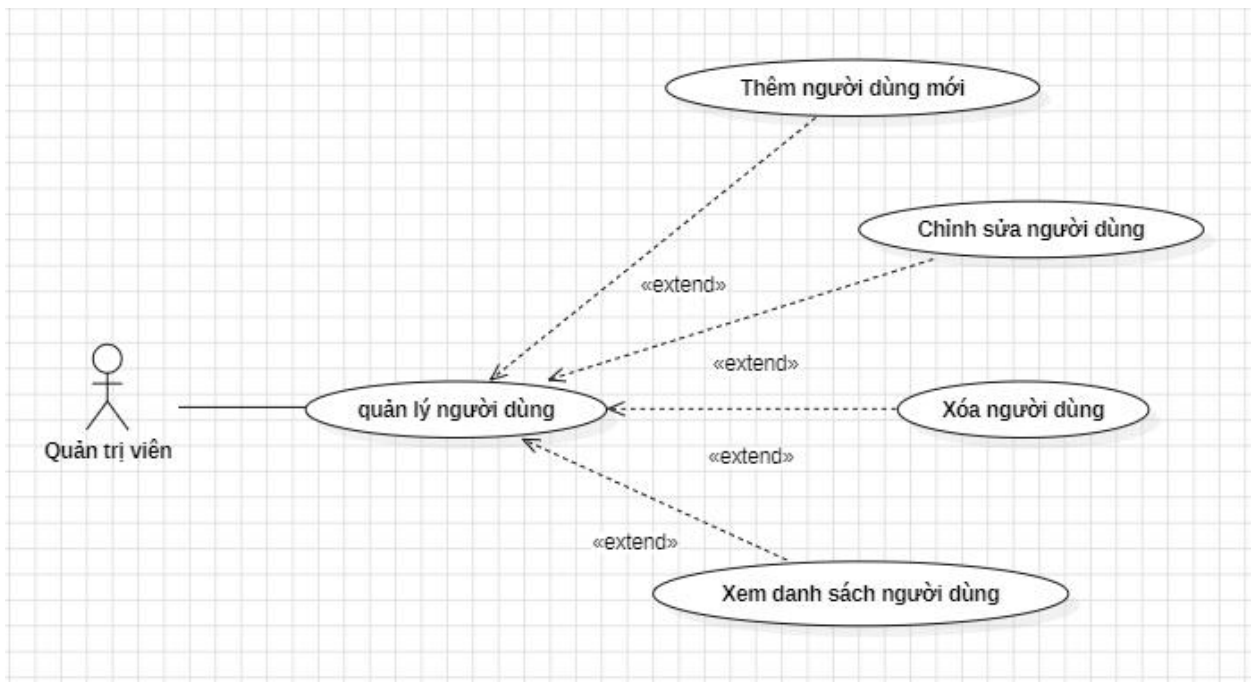 Thêm người dùng mới
Chỉnh sửa người dùng
«extend»
«extend»
quản lý người dùng
Xóa người dùng
Quản trị viên
«extend»
«extend»
Xem danh sách người dùng